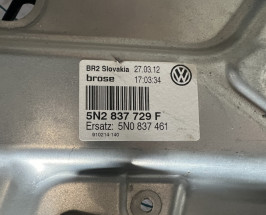 BR2 Slovakia 27.03.12
brose 17:03:34
5N2 837 729 F
Ersatz: 5N0 837 461